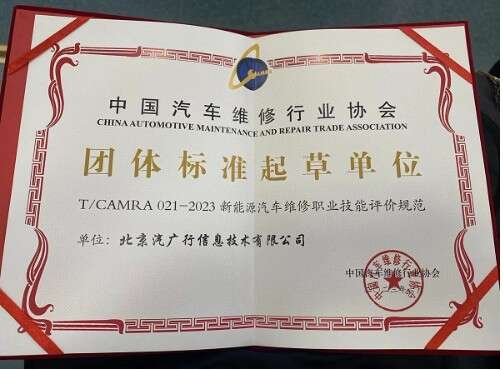 中国汽车维修行业协会
CHINA AUTOMOTIVE MAINTENANCE AND REPAIR TRADE ASSOCIATION
团体标准起草单位
T/CAMRA 021-2023 新能源汽车维修职业技能评价规范
单位：北京汽广行信息技术有限公司
中国汽车维修行业协会